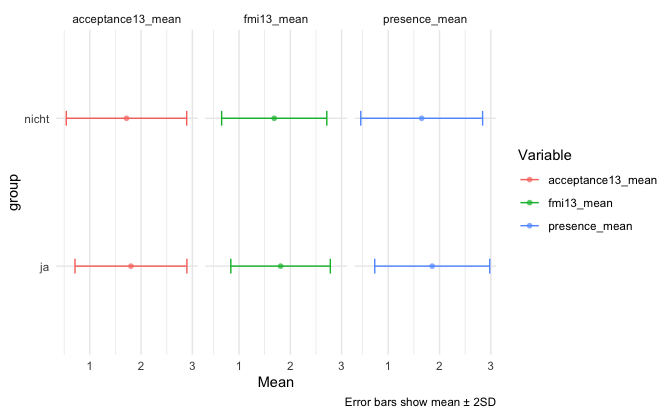 acceptance13_mean
fmi13_mean
presence_mean
nicht
ja
group
1 2 3
1 2 3
1 2 3
Mean
Error bars show mean ± 2SD
Variable
acceptance13_mean
fmi13_mean
presence_mean